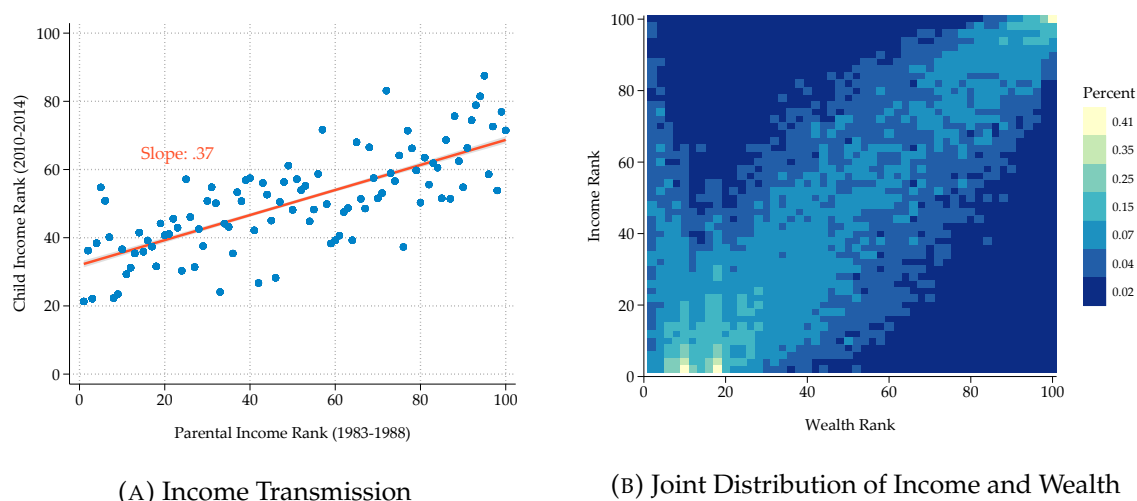 100
80
60
40
20
0
Child Income Rank (2010-2014)
Slope: .37
0 20 40 60 80 100
Parental Income Rank (1983-1988)
(A) Income Transmission
100
80
60
40
20
0
Income Rank
0 20 40 60 80 100
Wealth Rank
Percent
0.41
0.35
0.25
0.15
0.07
0.04
0.02
(B) Joint Distribution of Income and Wealth